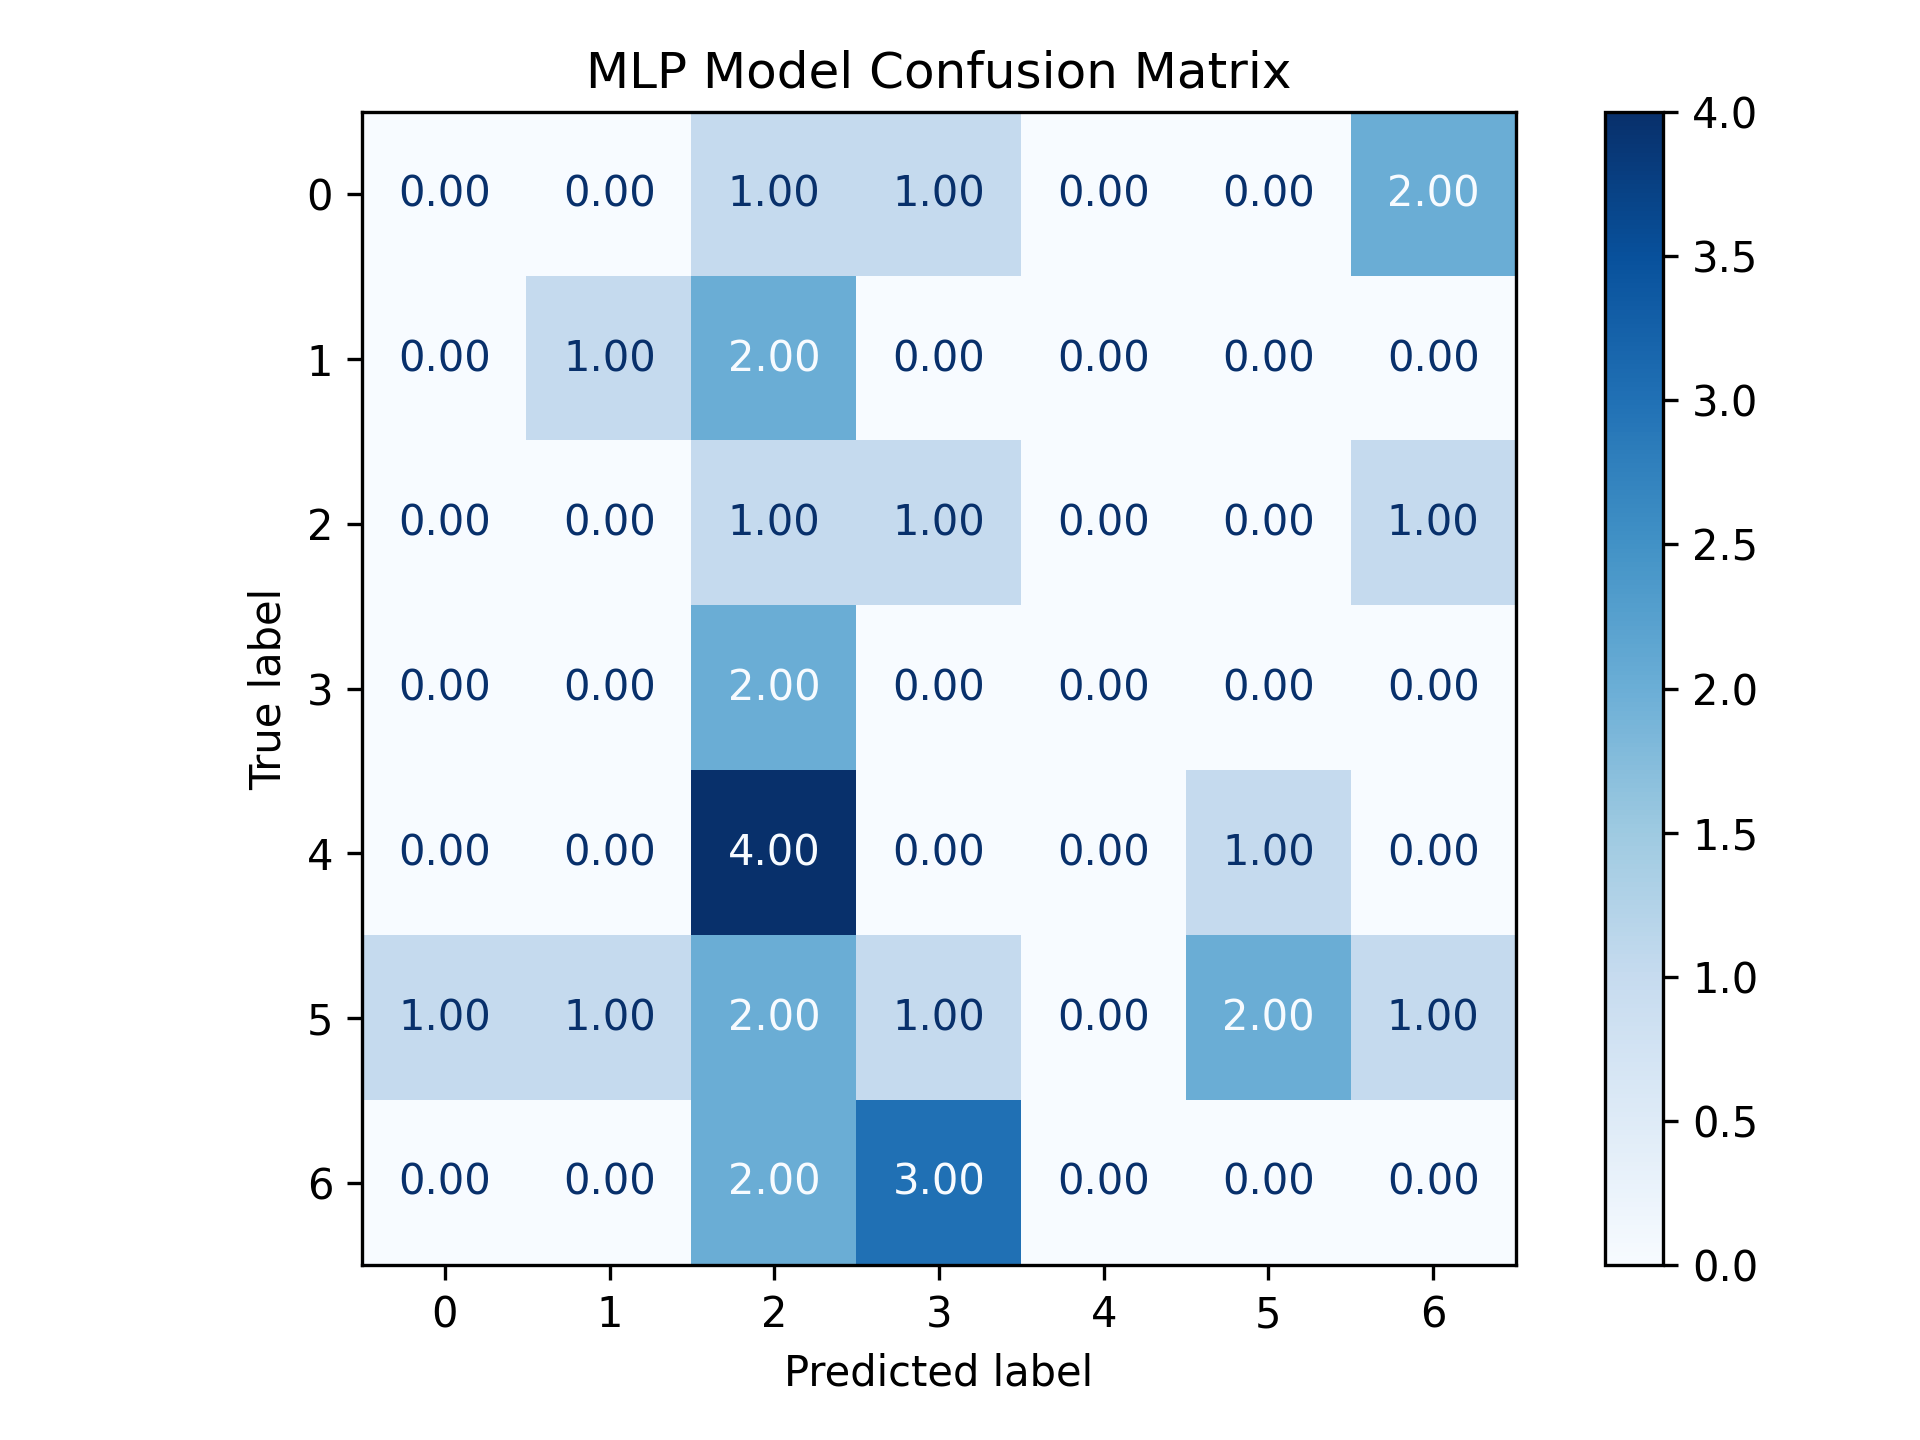 MLP Model Confusion Matrix
0 0.00 0.00 1.00 1.00 0.00 0.00 2.00
1 0.00 1.00 2.00 0.00 0.00 0.00 0.00
2 0.00 0.00 1.00 1.00 0.00 0.00 1.00
3 0.00 0.00 2.00 0.00 0.00 0.00 0.00
4 0.00 0.00 4.00 0.00 0.00 1.00 0.00
5 1.00 1.00 2.00 1.00 0.00 2.00 1.00
6 0.00 0.00 2.00 3.00 0.00 0.00 0.00
0 1 2 3 4 5 6
Predicted label
True label
4.0
3.5
3.0
2.5
2.0
1.5
1.0
0.5
0.0